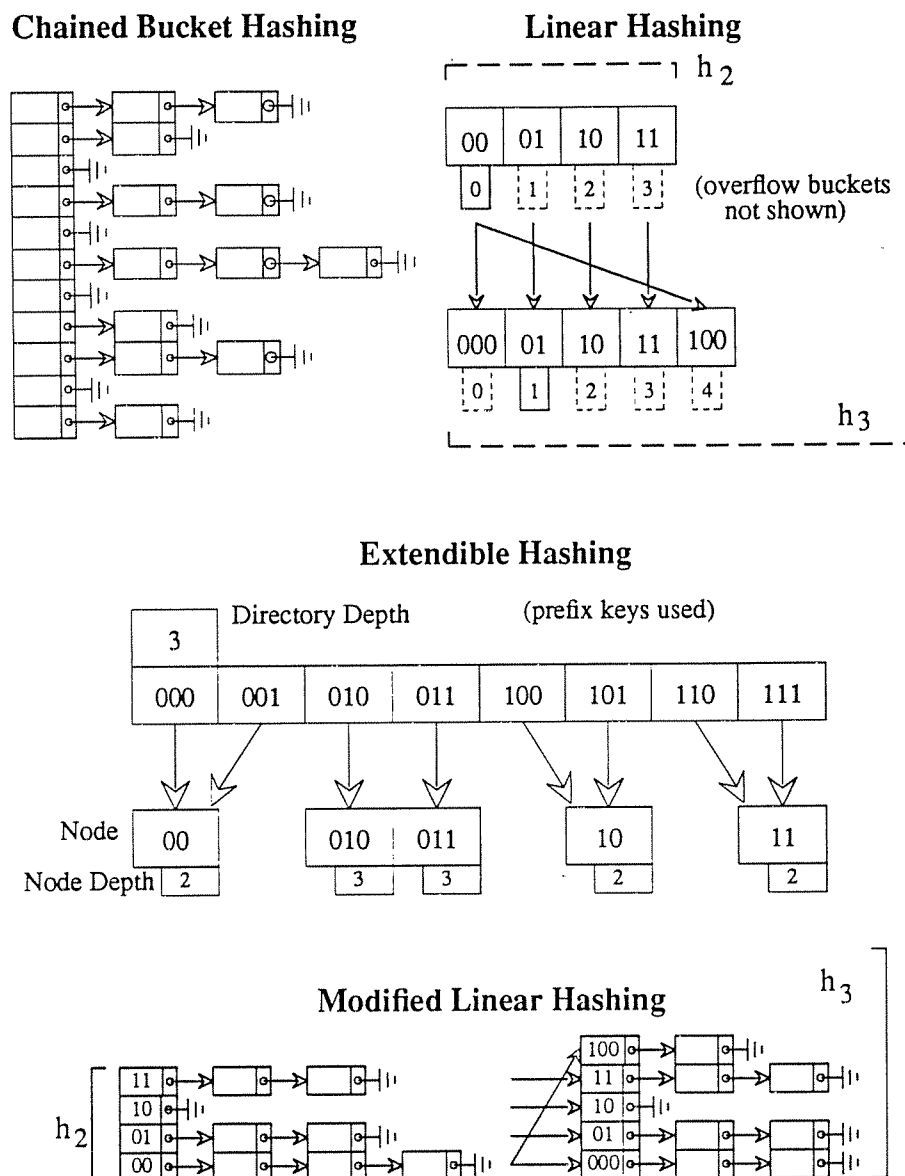 Chained Bucket Hashing
Linear Hashing
h2
00 01 10 11
0 1 2 3
(overflow buckets
not shown)
000 01 10 11 100
0 1 2 3 4
h3
Extendible Hashing
3
Directory Depth
(prefix keys used)
000 001 010 011 100 101 110 111
Node
00 010 011 10 11
Node Depth
2 3 3 2 2
Modified Linear Hashing
h3
h2
11
10
01
00
100
11
10
01
000